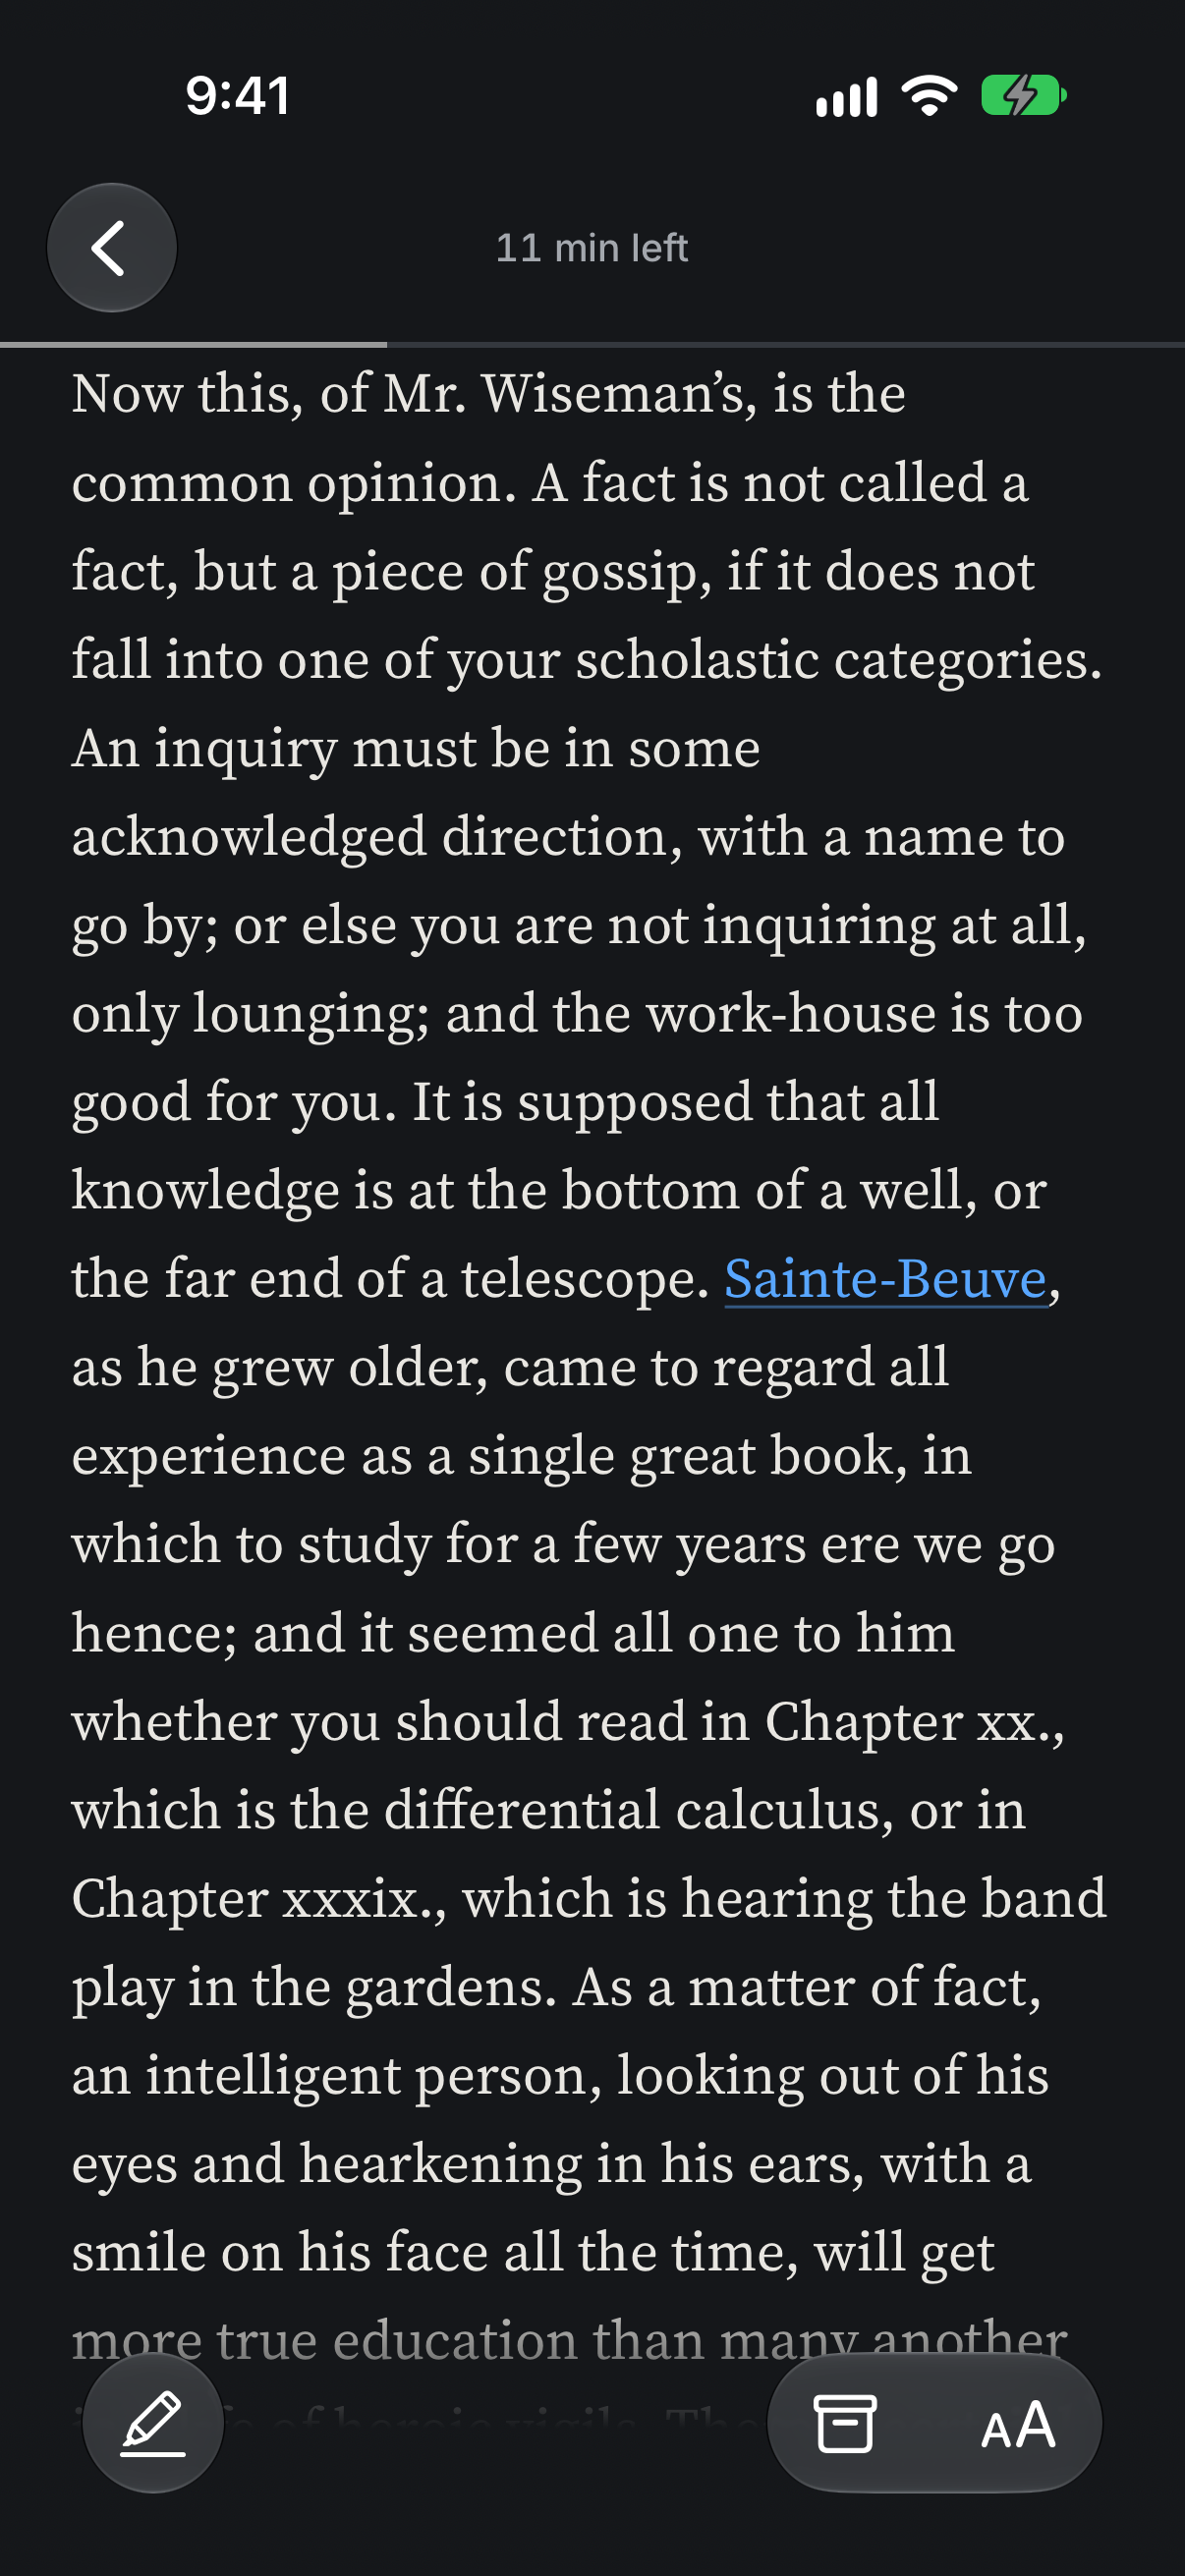 9:41
11 min left
Now this, of Mr. Wiseman’s, is the
common opinion. A fact is not called a
fact, but a piece of gossip, if it does not
fall into one of your scholastic categories.
An inquiry must be in some
acknowledged direction, with a name to
go by; or else you are not inquiring at all,
only lounging; and the work-house is too
good for you. It is supposed that all
knowledge is at the bottom of a well, or
the far end of a telescope. Sainte-Beuve,
as he grew older, came to regard all
experience as a single great book, in
which to study for a few years ere we go
hence; and it seemed all one to him
whether you should read in Chapter xx.,
which is the differential calculus, or in
Chapter xxxix., which is hearing the band
play in the gardens. As a matter of fact,
an intelligent person, looking out of his
eyes and hearkening in his ears, with a
smile on his face all the time, will get
more true education than many another
of heroic vigils. The
AA